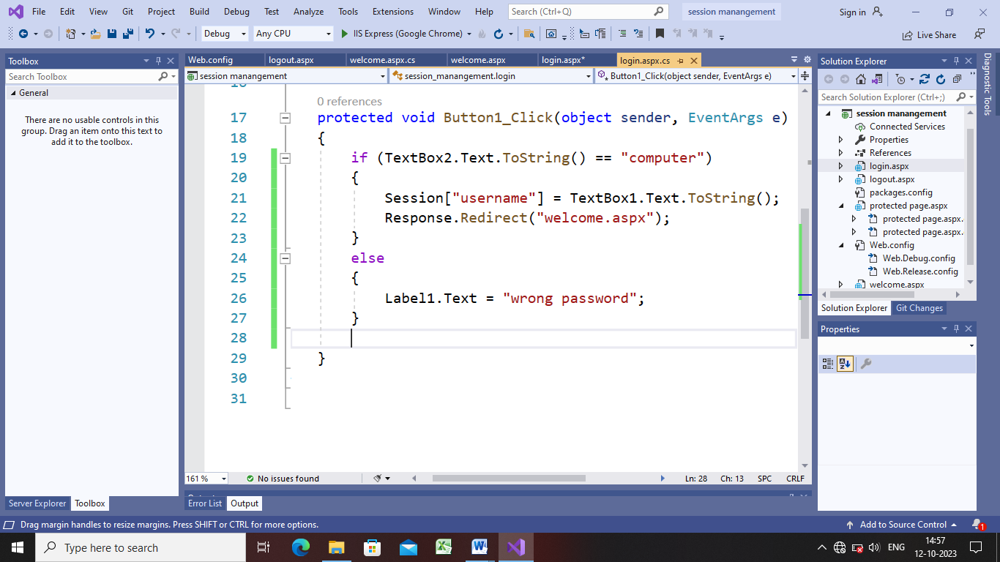 File Edit View Git Project Build Debug Test Analyze Tools Extensions Window Help Search (Ctrl+Q) session manangement Sign in
Debug Any CPU IIS Express (Google Chrome) Live Share
Toolbox
Search Toolbox
General
There are no usable controls in this
group. Drag an item onto this text to
add it to the toolbox.
Server Explorer Toolbox
Web.config logout.aspx welcome.aspx.cs welcome.aspx login.aspx* login.aspx.cs
session manangement session_manangement.login Button1_Click(object sender, EventArgs e)
16
0 references
17 protected void Button1_Click(object sender, EventArgs e)
18 {
19 if (TextBox2.Text.ToString() == "computer")
20 {
21 Session["username"] = TextBox1.Text.ToString();
22 Response.Redirect("welcome.aspx");
23 }
24 else
25 {
26 Label1.Text = "wrong password";
27 }
28
29 }
30
31
161 % No issues found Ln: 28 Ch: 13 SPC CRLF
Error List Output
Solution Explorer
Search Solution Explorer (Ctrl+;)
session manangement
Connected Services
Properties
References
login.aspx
logout.aspx
packages.config
protected page.aspx
protected page.aspx.
protected page.aspx.
Web.config
Web.Debug.config
Web.Release.config
welcome.aspx
Solution Explorer Git Changes
Properties
Diagnostic Tools
Drag margin handles to resize margins. Press SHIFT or CTRL for more options. Add to Source Control 1
Type here to search ENG 14:57
12-10-2023